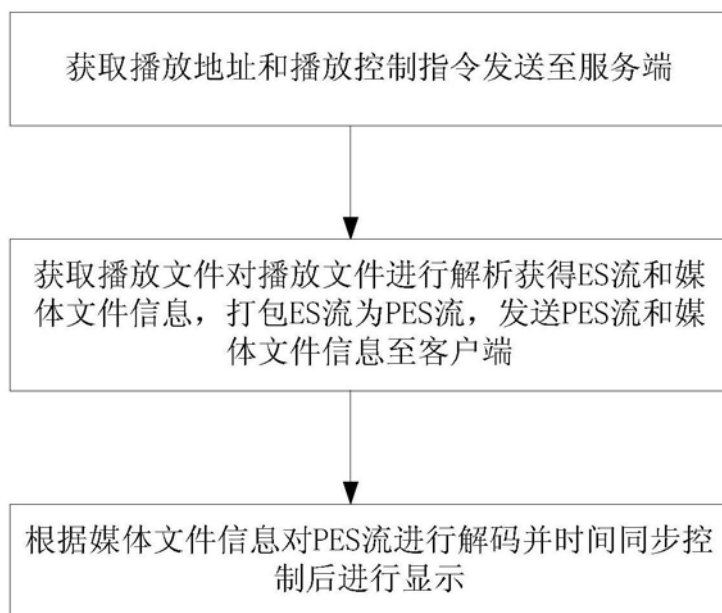 获取播放地址和播放控制指令发送至服务端
获取播放文件对播放文件进行解析获得ES流和媒
体文件信息，打包ES流为PES流，发送PES流和媒
体文件信息至客户端
根据媒体文件信息对PES流进行解码并时间同步控
制后进行显示